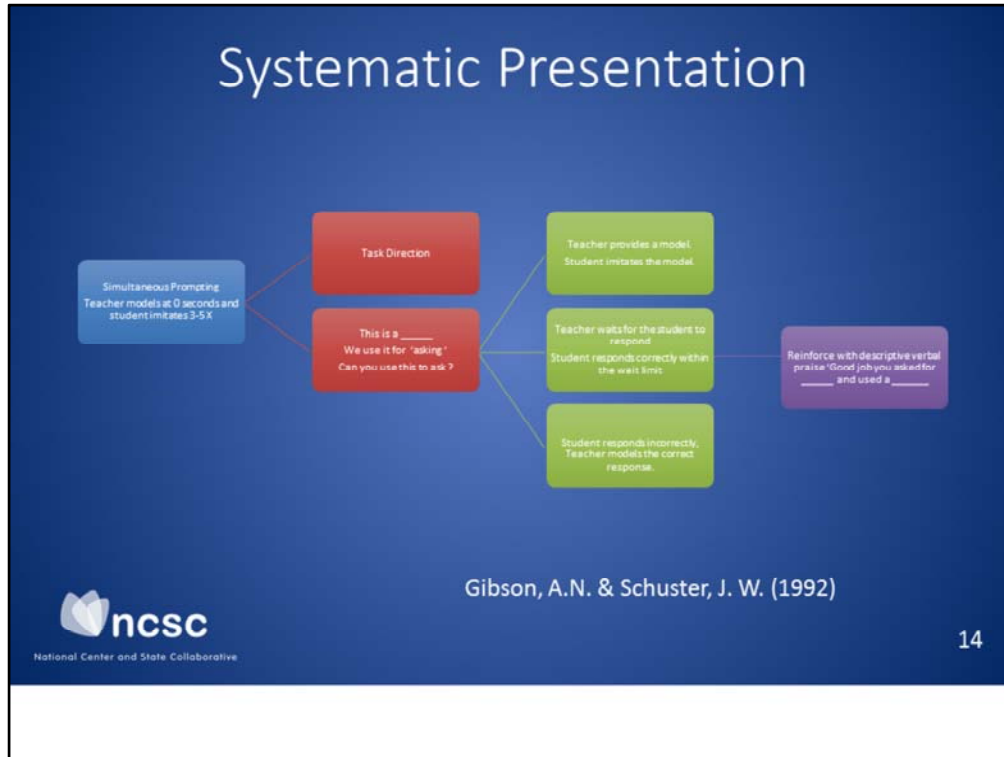 Systematic Presentation
Simultaneous Prompting
Teacher models at 0 seconds and
student imitates 3-5 X
Task Direction
This is a ______
We use it for 'asking'
Can you use this to ask ?
Teacher provides a model.
Student imitates the model.
Teacher waits for the student to
respond
Student responds correctly within
the wait limit
Student responds incorrectly,
Teacher models the correct
response.
Reinforce with descriptive verbal
praise 'Good job you asked for
______ and used a ______
Gibson, A.N. & Schuster, J. W. (1992)
ncsc
National Center and State Collaborative
14